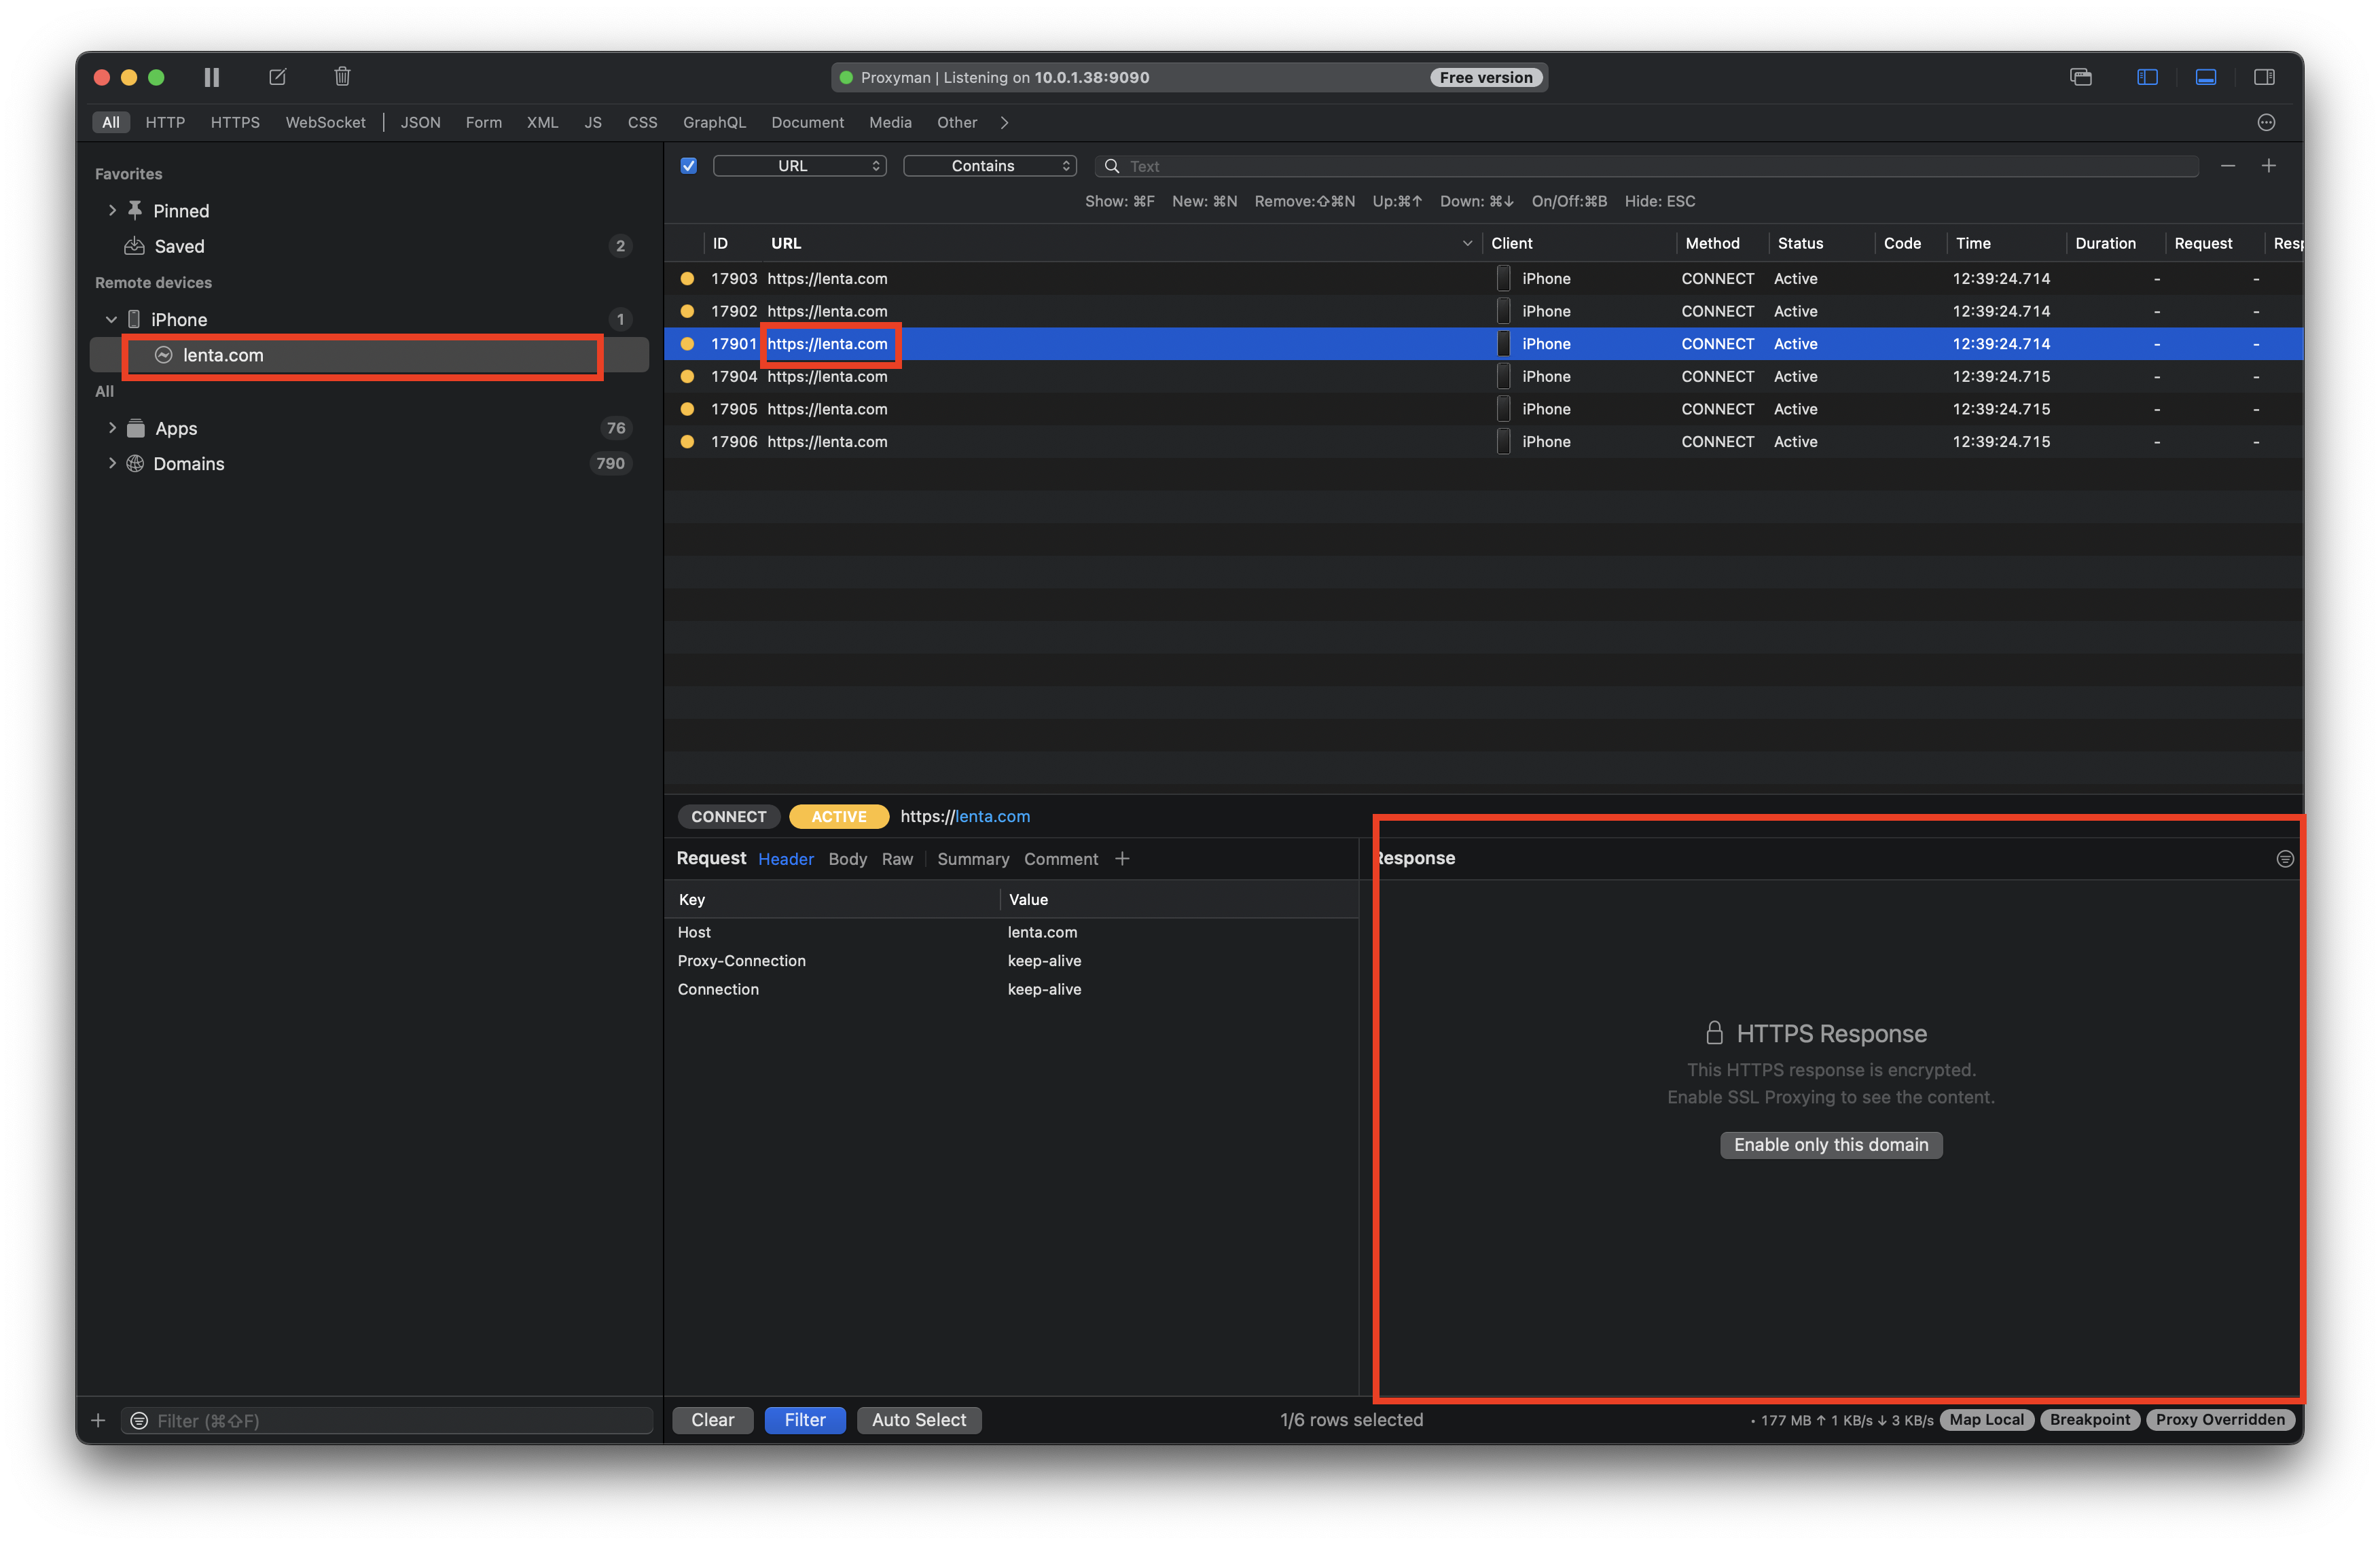 Proxyman | Listening on 10.0.1.38:9090 Free version
All HTTP HTTPS WebSocket JSON Form XML JS CSS GraphQL Document Media Other
Favorites
Pinned
Saved 2
Remote devices
iPhone 1
lenta.com
All
Apps 76
Domains 790
Filter (⌘⇧F)
URL Contains Text
Show: ⌘F New: ⌘N Remove:⇧⌘N Up:⌘↑ Down: ⌘↓ On/Off:⌘B Hide: ESC
ID URL Client Method Status Code Time Duration Request Resp
17903 https://lenta.com iPhone CONNECT Active 12:39:24.714 - -
17902 https://lenta.com iPhone CONNECT Active 12:39:24.714 - -
17901 https://lenta.com iPhone CONNECT Active 12:39:24.714 - -
17904 https://lenta.com iPhone CONNECT Active 12:39:24.715 - -
17905 https://lenta.com iPhone CONNECT Active 12:39:24.715 - -
17906 https://lenta.com iPhone CONNECT Active 12:39:24.715 - -
CONNECT ACTIVE https://lenta.com
Request Header Body Raw Summary Comment +
Key Value
Host lenta.com
Proxy-Connection keep-alive
Connection keep-alive
Response
HTTPS Response
This HTTPS response is encrypted.
Enable SSL Proxying to see the content.
Enable only this domain
Clear Filter Auto Select 1/6 rows selected • 177 MB ↑ 1 KB/s ↓ 3 KB/s Map Local Breakpoint Proxy Overridden